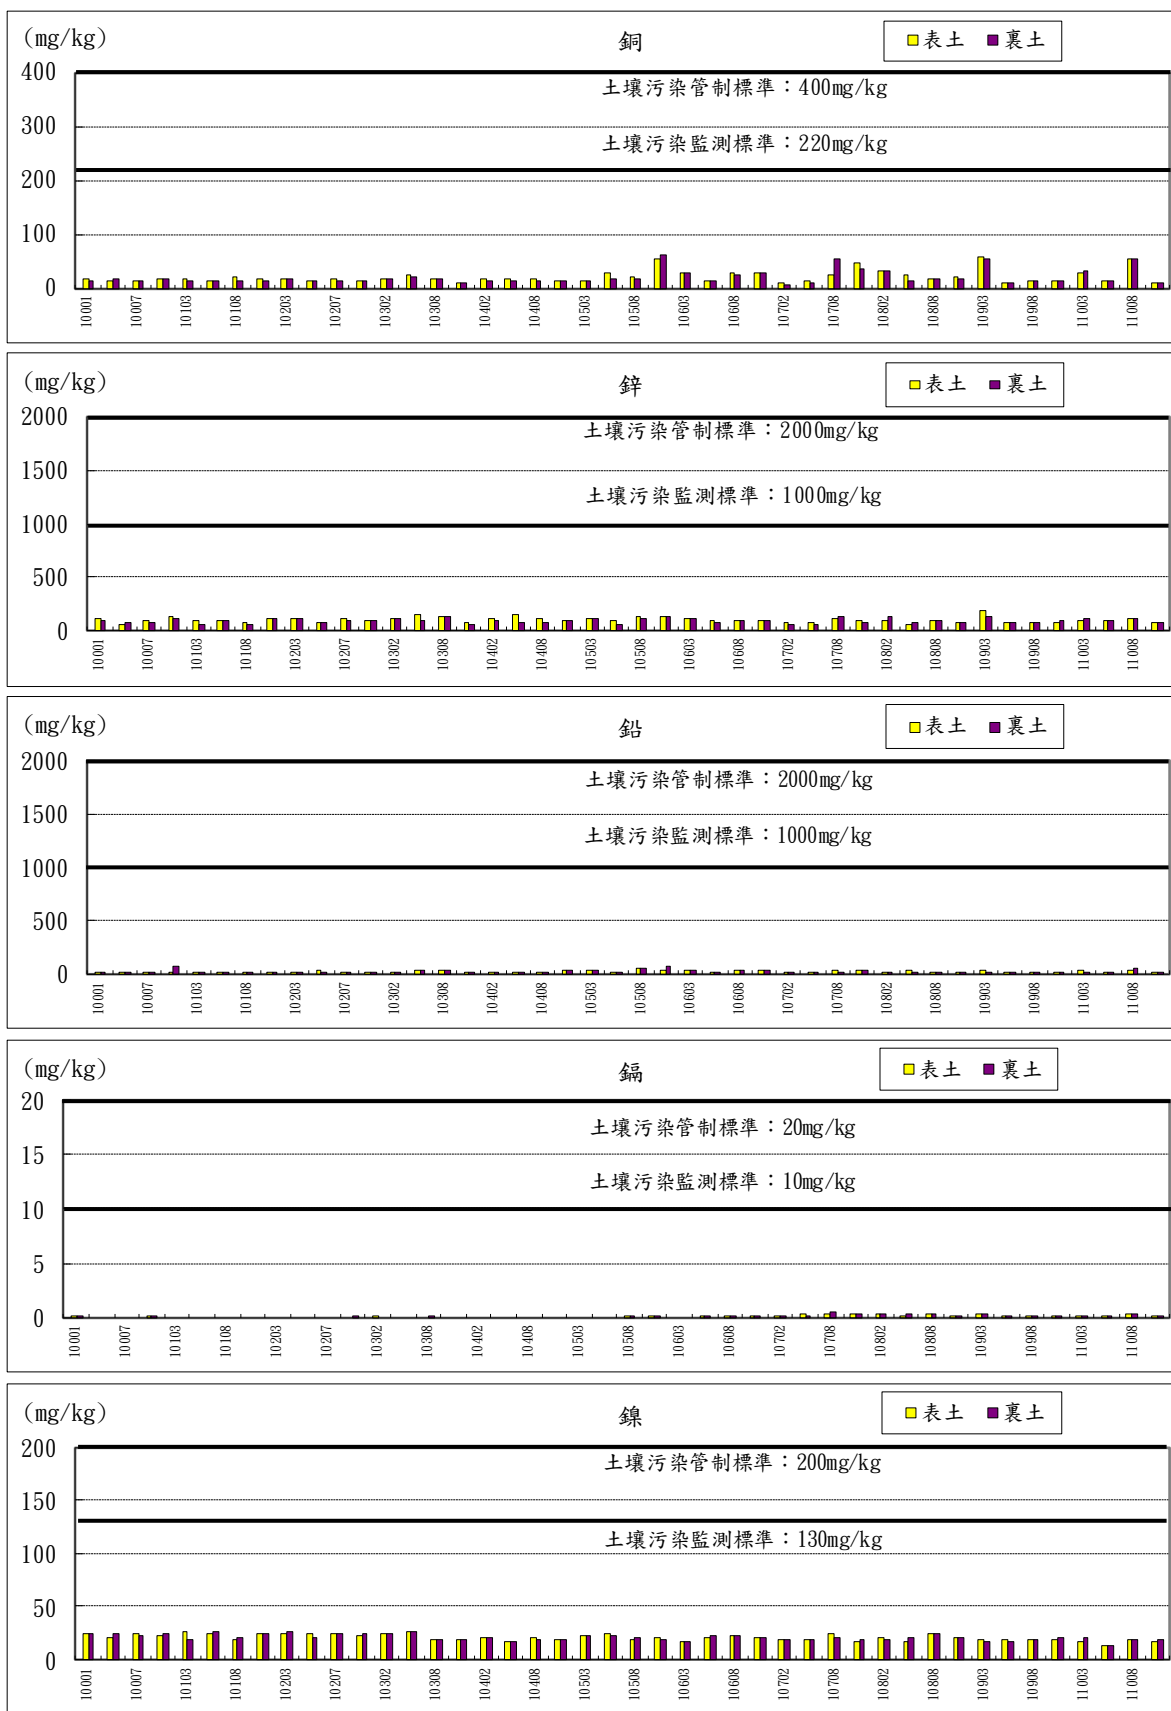 (mg/kg)
銅
表土 裏土
400
土壤污染管制標準：400mg/kg
300
土壤污染監測標準：220mg/kg
200
100
0
10001 10007 10103 10108 10203 10207 10302 10308 10402 10408 10503 10508 10603 10608 10702 10708 10802 10808 10903 10908 11003 11008
(mg/kg)
鋅
表土 裏土
2000
土壤污染管制標準：2000mg/kg
1500
土壤污染監測標準：1000mg/kg
1000
500
0
10001 10007 10103 10108 10203 10207 10302 10308 10402 10408 10503 10508 10603 10608 10702 10708 10802 10808 10903 10908 11003 11008
(mg/kg)
鉛
表土 裏土
2000
土壤污染管制標準：2000mg/kg
1500
土壤污染監測標準：1000mg/kg
1000
500
0
10001 10007 10103 10108 10203 10207 10302 10308 10402 10408 10503 10508 10603 10608 10702 10708 10802 10808 10903 10908 11003 11008
(mg/kg)
鎘
表土 裏土
20
土壤污染管制標準：20mg/kg
15
土壤污染監測標準：10mg/kg
10
5
0
10001 10007 10103 10108 10203 10207 10302 10308 10402 10408 10503 10508 10603 10608 10702 10708 10802 10808 10903 10908 11003 11008
(mg/kg)
鎳
表土 裏土
200
土壤污染管制標準：200mg/kg
150
土壤污染監測標準：130mg/kg
100
50
0
10001 10007 10103 10108 10203 10207 10302 10308 10402 10408 10503 10508 10603 10608 10702 10708 10802 10808 10903 10908 11003 11008